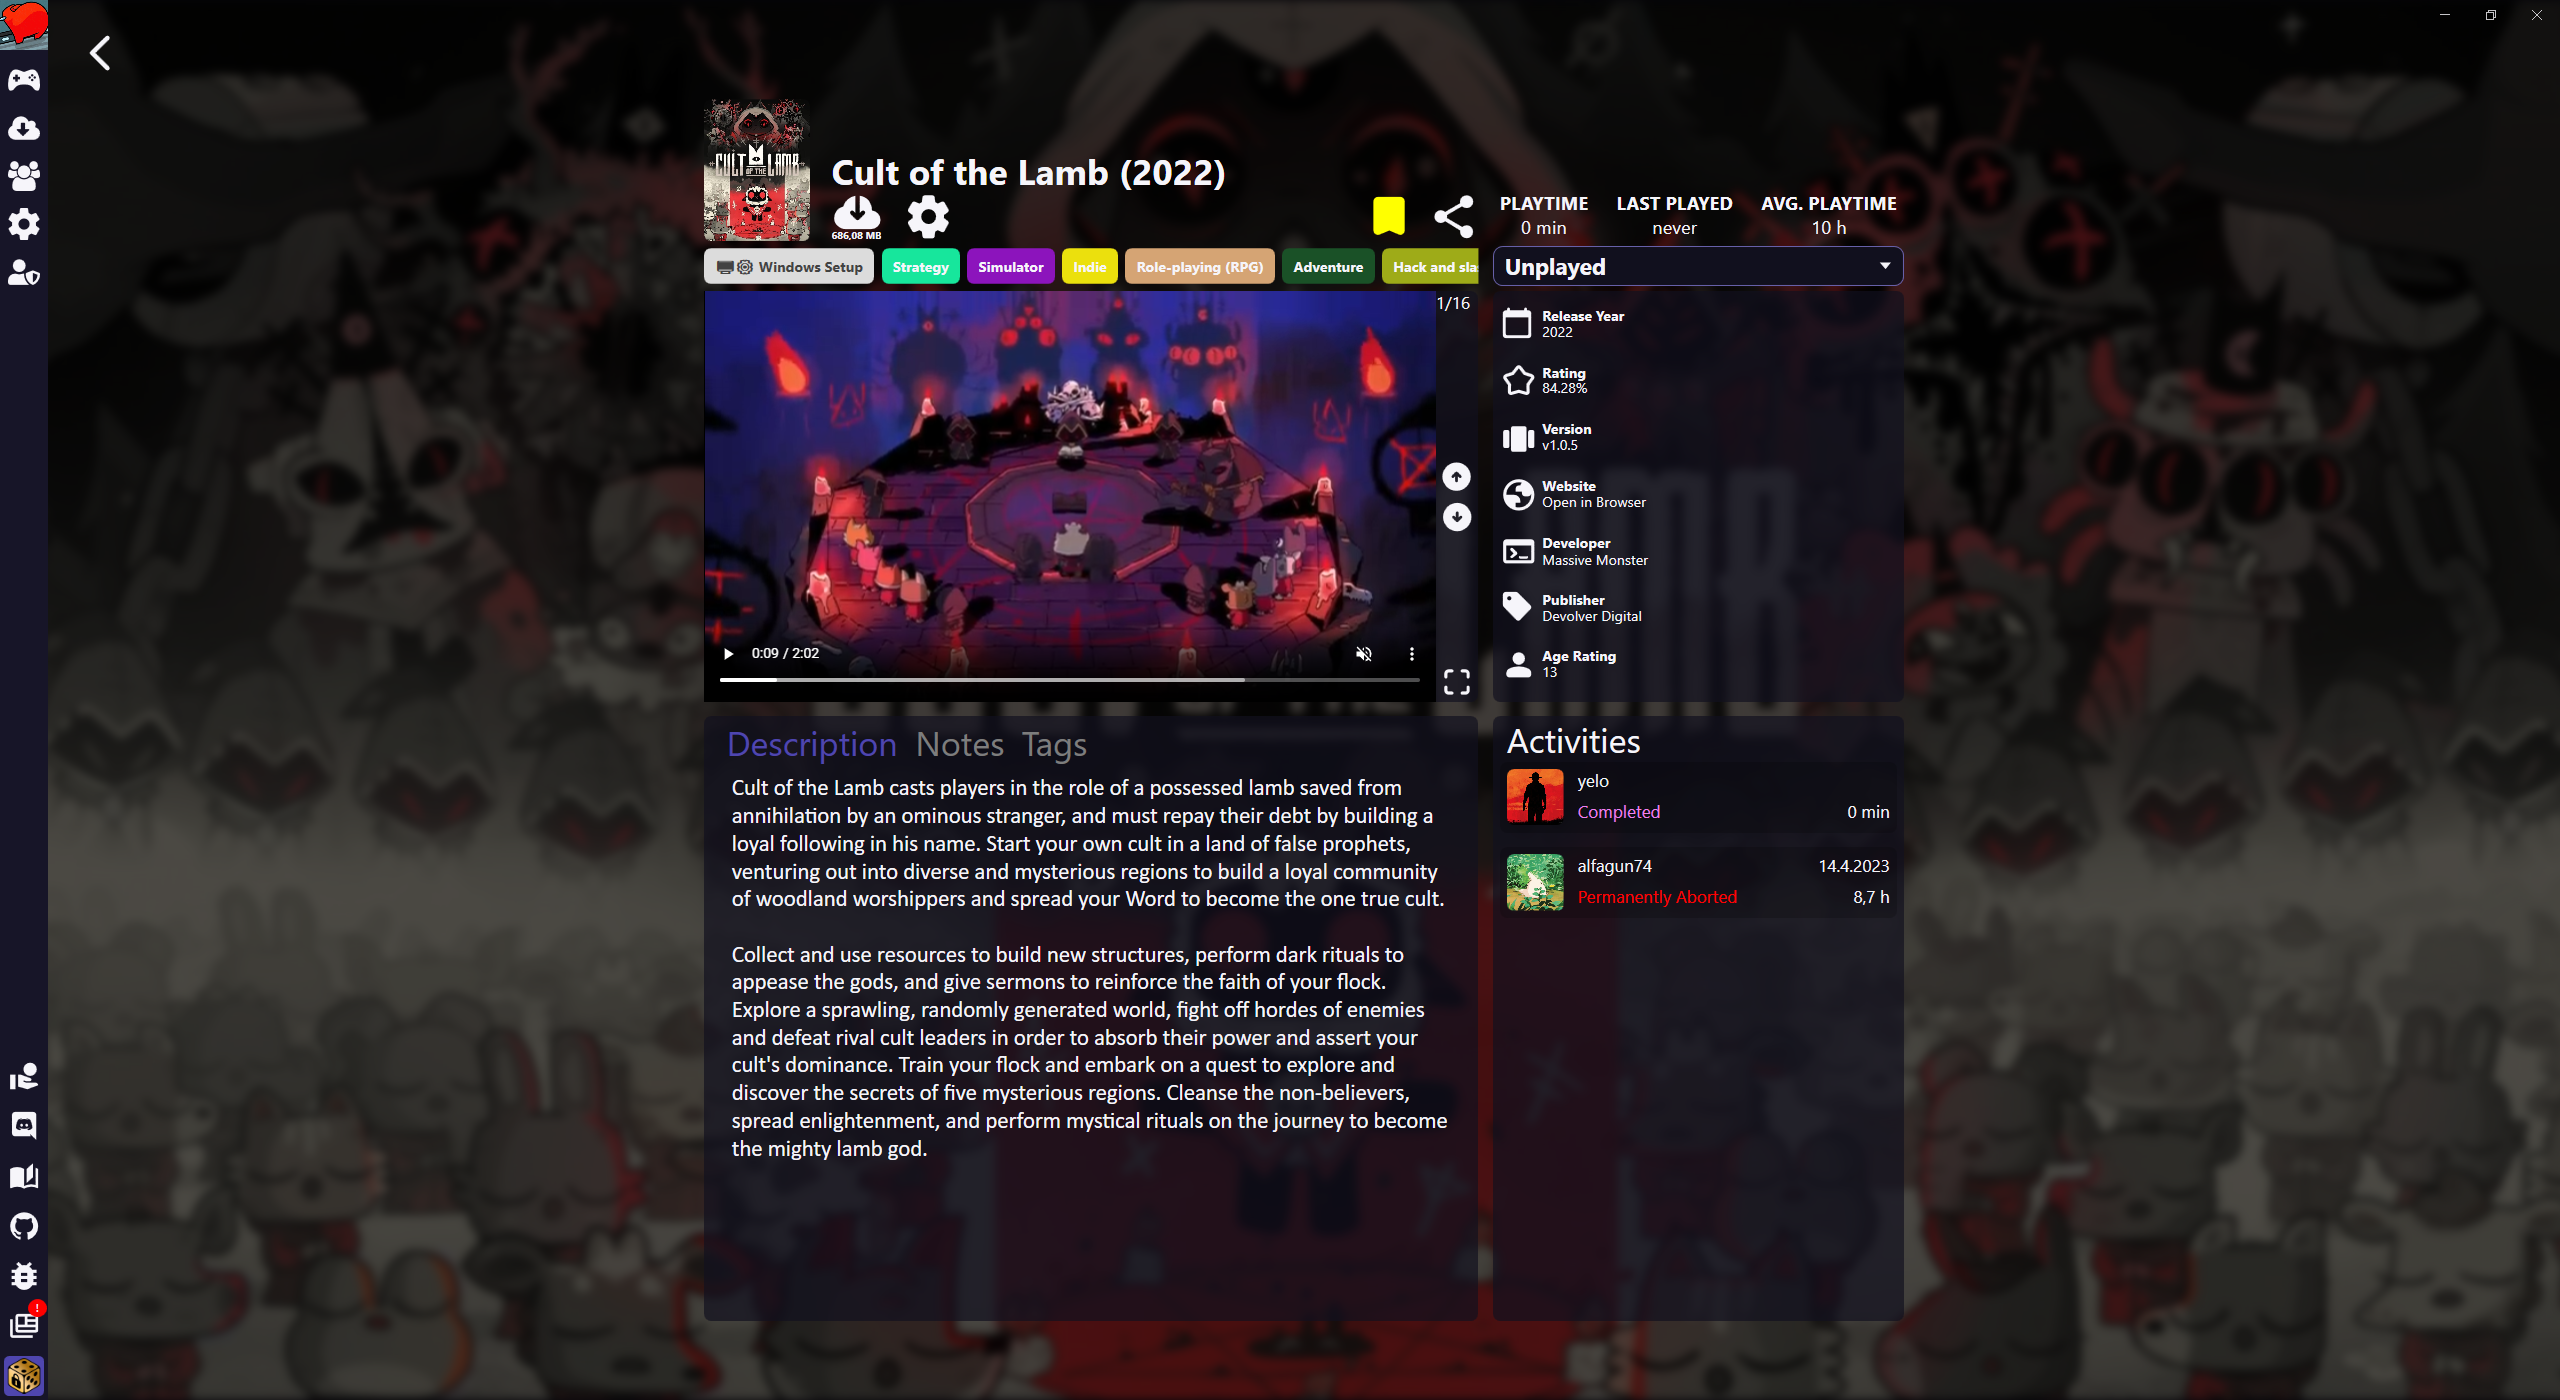 CULT OF THE LAMB
Cult of the Lamb (2022)
686,08 MB
PLAYTIME
0 min
LAST PLAYED
never
AVG. PLAYTIME
10 h
Windows Setup
Strategy
Simulator
Indie
Role-playing (RPG)
Adventure
Hack and sla
Unplayed
1/16
0:09 / 2:02
Release Year
2022
Rating
84.28%
Version
v1.0.5
Website
Open in Browser
Developer
Massive Monster
Publisher
Devolver Digital
Age Rating
13
Description Notes Tags
Cult of the Lamb casts players in the role of a possessed lamb saved from
annihilation by an ominous stranger, and must repay their debt by building a
loyal following in his name. Start your own cult in a land of false prophets,
venturing out into diverse and mysterious regions to build a loyal community
of woodland worshippers and spread your Word to become the one true cult.
Collect and use resources to build new structures, perform dark rituals to
appease the gods, and give sermons to reinforce the faith of your flock.
Explore a sprawling, randomly generated world, fight off hordes of enemies
and defeat rival cult leaders in order to absorb their power and assert your
cult's dominance. Train your flock and embark on a quest to explore and
discover the secrets of five mysterious regions. Cleanse the non-believers,
spread enlightenment, and perform mystical rituals on the journey to become
the mighty lamb god.
Activities
yelo
Completed 0 min
alfagun74 14.4.2023
Permanently Aborted 8,7 h